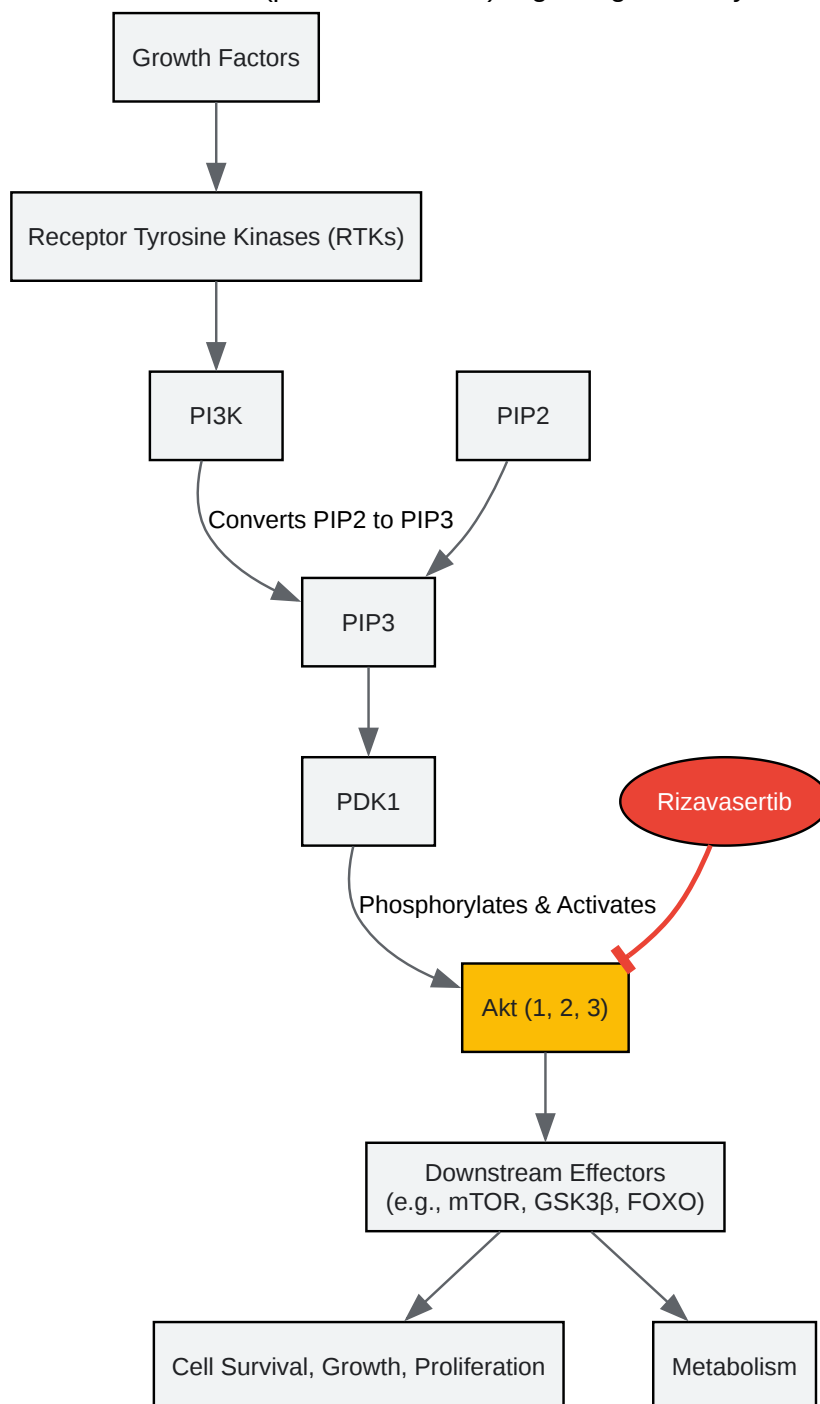 Growth Factors
Receptor Tyrosine Kinases (RTKs)
PI3K
PIP2
Converts PIP2 to PIP3
PIP3
PDK1
Rizavasertib
Phosphorylates & Activates
Akt (1, 2, 3)
Downstream Effectors
(e.g., mTOR, GSK3β, FOXO)
Cell Survival, Growth, Proliferation
Metabolism